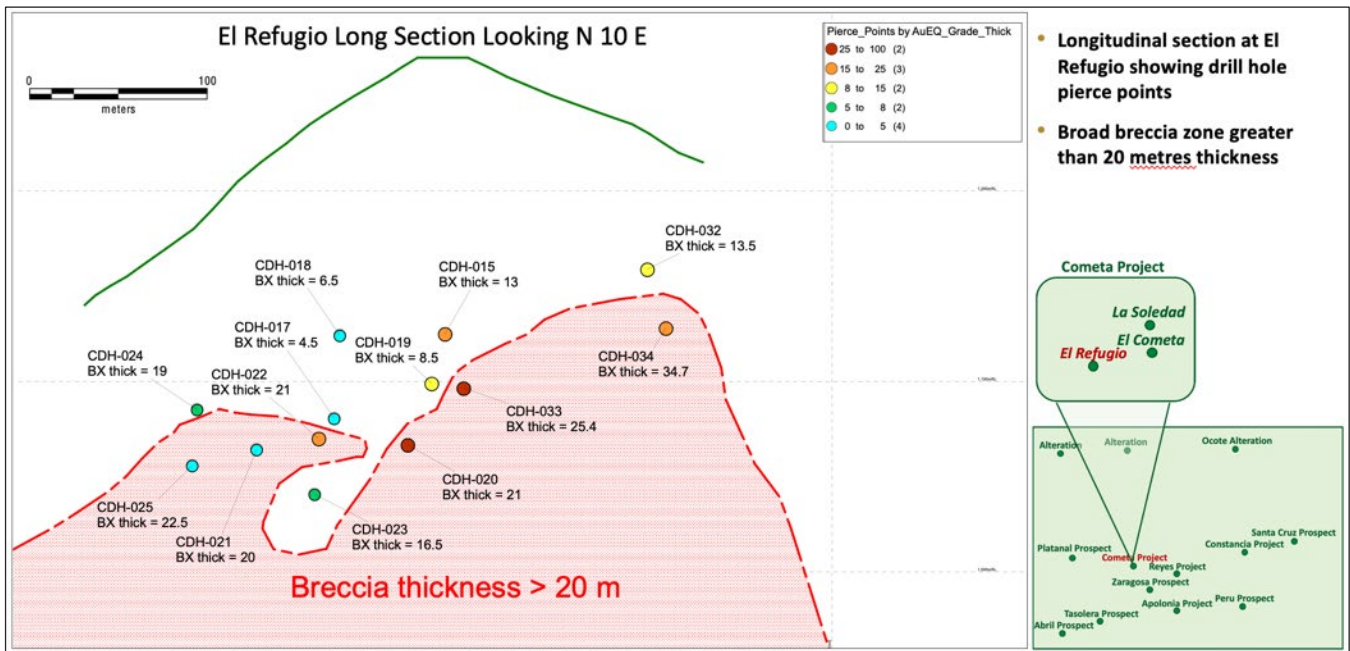 El Refugio Long Section Looking N 10 E
0 100
meters
Pierce_Points by AuEQ_Grade_Thick
25 to 100 (2)
15 to 25 (3)
8 to 15 (2)
5 to 8 (2)
0 to 5 (4)
CDH-032
BX thick = 13.5
CDH-018
BX thick = 6.5
CDH-015
BX thick = 13
CDH-017
BX thick = 4.5
CDH-019
BX thick = 8.5
CDH-024
BX thick = 19
CDH-022
BX thick = 21
CDH-034
BX thick = 34.7
CDH-033
BX thick = 25.4
CDH-020
BX thick = 21
CDH-025
BX thick = 22.5
CDH-021
BX thick = 20
CDH-023
BX thick = 16.5
Breccia thickness > 20 m
• Longitudinal section at El
Refugio showing drill hole
pierce points
• Broad breccia zone greater
than 20 metres thickness
Cometa Project
La Soledad
El Cometa
El Refugio
Alteration
Alteration
Ocote Alteration
Santa Cruz Prospect
Constancia Project
Platanal Prospect
Cometa Project
Reyes Project
Zaragosa Prospect
Peru Prospect
Apolonia Project
Tasolera Prospect
Abril Prospect